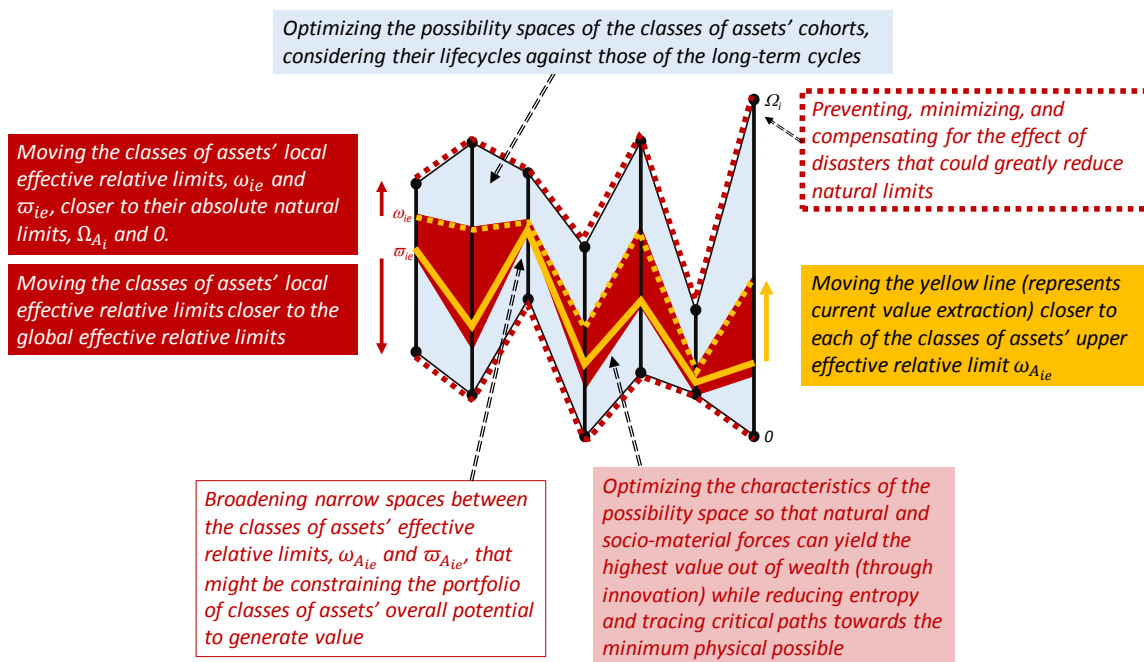 Optimizing the possibility spaces of the classes of assets' cohorts,
considering their lifecycles against those of the long-term cycles
Ω_i
Preventing, minimizing, and
compensating for the effect of
disasters that could greatly reduce
natural limits
Moving the classes of assets' local
effective relative limits, ω_ie and
ϖ_ie, closer to their absolute natural
limits, Ω_A_i and 0.
ω_ie
ϖ_ie
Moving the classes of assets' local
effective relative limits closer to the
global effective relative limits
Moving the yellow line (represents
current value extraction) closer to
each of the classes of assets' upper
effective relative limit ω_A_ie
0
Broadening narrow spaces between
the classes of assets' effective
relative limits, ω_A_ie and ϖ_A_ie, that
might be constraining the portfolio
of classes of assets' overall potential
to generate value
Optimizing the characteristics of the
possibility space so that natural and
socio-material forces can yield the
highest value out of wealth (through
innovation) while reducing entropy
and tracing critical paths towards the
minimum physical possible